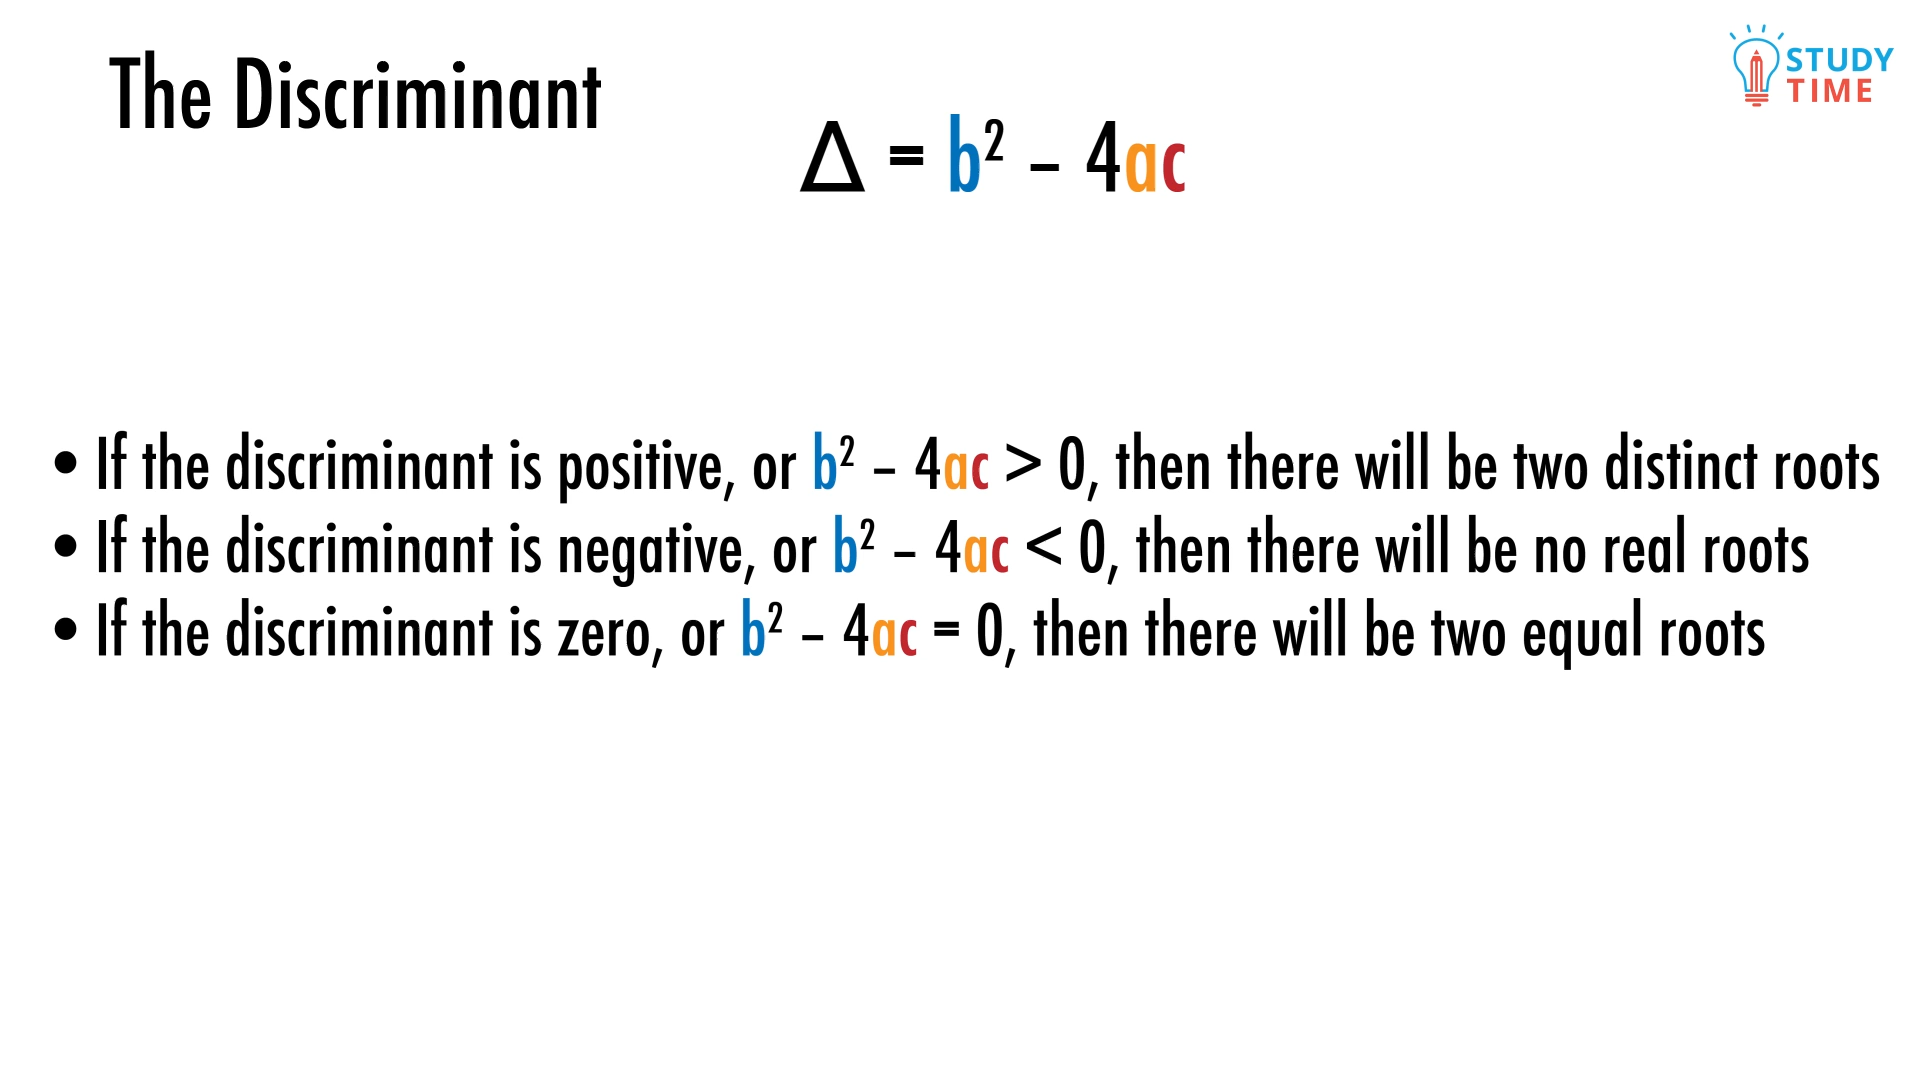 The Discriminant
STUDY
TIME
Δ = b² – 4ac
• If the discriminant is positive, or b² – 4ac > 0, then there will be two distinct roots
• If the discriminant is negative, or b² – 4ac < 0, then there will be no real roots
• If the discriminant is zero, or b² – 4ac = 0, then there will be two equal roots